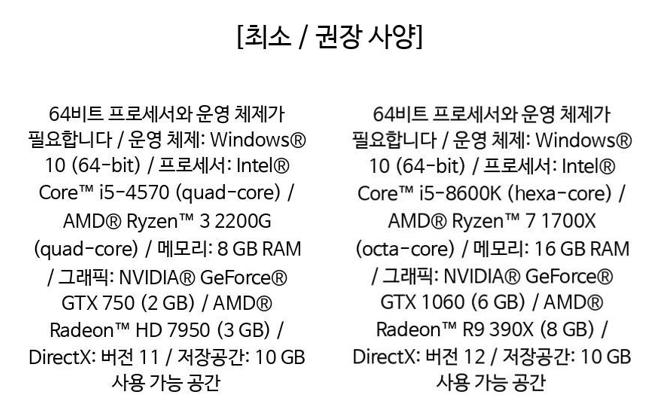 [최소 / 권장 사양]
64비트 프로세서와 운영 체제가
필요합니다 / 운영 체제: Windows®
10 (64-bit) / 프로세서: Intel®
Core™ i5-4570 (quad-core) /
AMD® Ryzen™ 3 2200G
(quad-core) / 메모리: 8 GB RAM
/ 그래픽: NVIDIA® GeForce®
GTX 750 (2 GB) / AMD®
Radeon™ HD 7950 (3 GB) /
DirectX: 버전 11 / 저장공간: 10 GB
사용 가능 공간
64비트 프로세서와 운영 체제가
필요합니다 / 운영 체제: Windows®
10 (64-bit) / 프로세서: Intel®
Core™ i5-8600K (hexa-core) /
AMD® Ryzen™ 7 1700X
(octa-core) / 메모리: 16 GB RAM
/ 그래픽: NVIDIA® GeForce®
GTX 1060 (6 GB) / AMD®
Radeon™ R9 390X (8 GB) /
DirectX: 버전 12 / 저장공간: 10 GB
사용 가능 공간